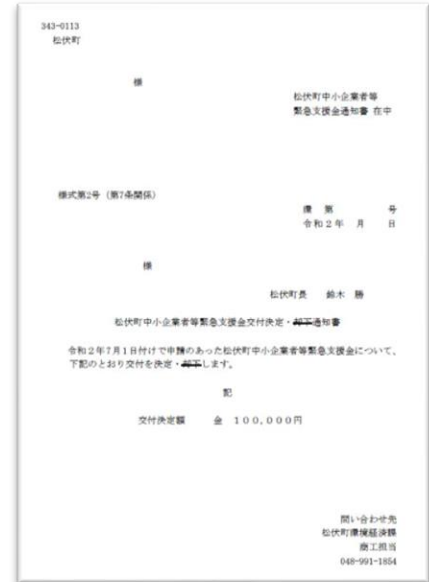 343-0113
松伏町
様
松伏町中小企業者等
緊急支援金通知書 在中
様式第2号（第7条関係）
環 第 号
令和２年 月 日
様
松伏町長 鈴木 勝
松伏町中小企業者等緊急支援金交付決定・却下通知書
令和２年７月１日付けで申請のあった松伏町中小企業者等緊急支援金について、
下記のとおり交付を決定・却下します。
記
交付決定額 金 １００,０００円
問い合わせ先
松伏町環境経済課
商工担当
048-991-1854